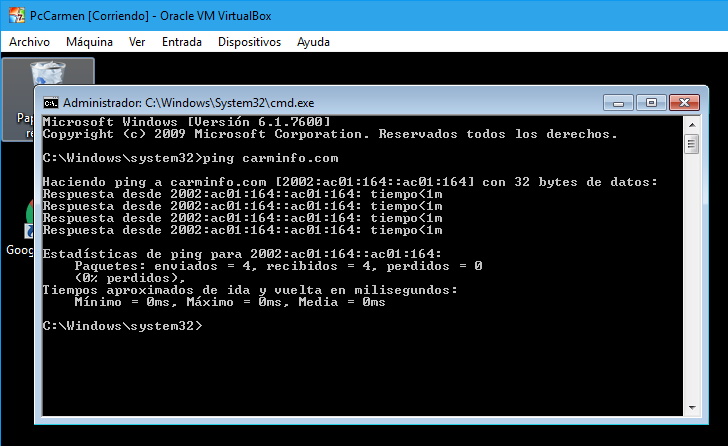 PcCarmen [Corriendo] - Oracle VM VirtualBox
Archivo Máquina Ver Entrada Dispositivos Ayuda
Administrador: C:\Windows\System32\cmd.exe
Microsoft Windows [Versión 6.1.7600]
Copyright (c) 2009 Microsoft Corporation. Reservados todos los derechos.
C:\Windows\system32>ping carminfo.com
Haciendo ping a carminfo.com [2002:ac01:164::ac01:164] con 32 bytes de datos:
Respuesta desde 2002:ac01:164::ac01:164: tiempo<1m
Respuesta desde 2002:ac01:164::ac01:164: tiempo<1m
Respuesta desde 2002:ac01:164::ac01:164: tiempo<1m
Respuesta desde 2002:ac01:164::ac01:164: tiempo<1m
Estadísticas de ping para 2002:ac01:164::ac01:164:
Paquetes: enviados = 4, recibidos = 4, perdidos = 0
(0% perdidos),
Tiempos aproximados de ida y vuelta en milisegundos:
Mínimo = 0ms, Máximo = 0ms, Media = 0ms
C:\Windows\system32>